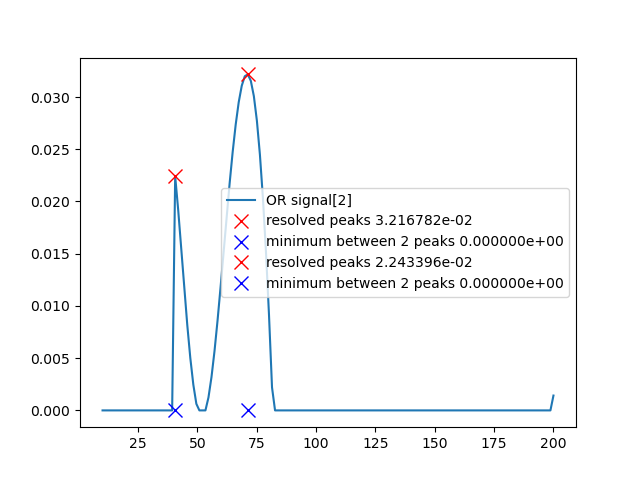 0.030
0.025
0.020
0.015
0.010
0.005
0.000
OR signal[2]
resolved peaks 3.216782e-02
minimum between 2 peaks 0.000000e+00
resolved peaks 2.243396e-02
minimum between 2 peaks 0.000000e+00
25 50 75 100 125 150 175 200